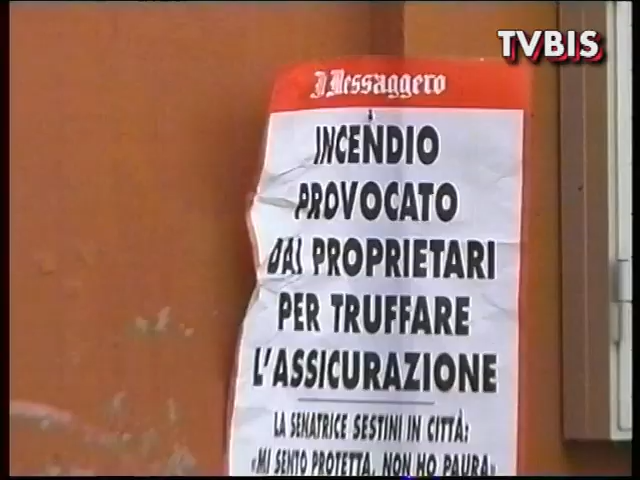 TVBIS
Il Messaggero
INCENDIO
PROVOCATO
DAI PROPRIETARI
PER TRUFFARE
L'ASSICURAZIONE
LA SENATRICE SESTINI IN CITTÀ:
«MI SENTO PROTETTA, NON HO PAURA»